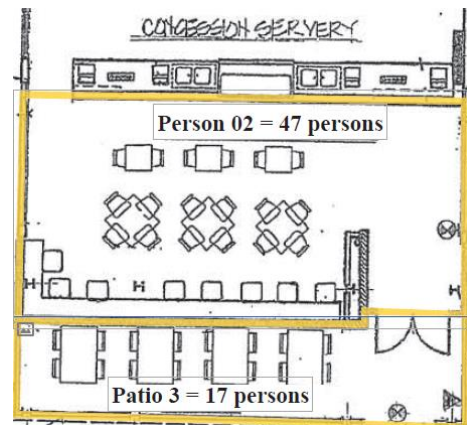 CONCESSION SERVERY
Person 02 = 47 persons
Patio 3 = 17 persons